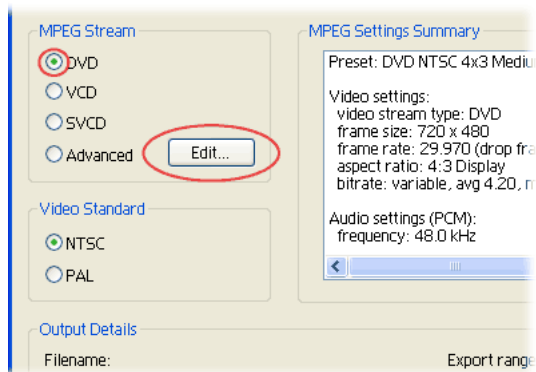 MPEG Stream
DVD
VCD
SVCD
Advanced
Edit...
Video Standard
NTSC
PAL
MPEG Settings Summary
Preset: DVD NTSC 4x3
Video settings:
video stream type: DVD
frame size: 720 x 480
frame rate: 29.970 (drop
aspect ratio: 4:3 Display
bitrate: variable, avg 4.20,
Audio settings (PCM):
frequency: 48.0 kHz
Output Details
Filename:
Export range